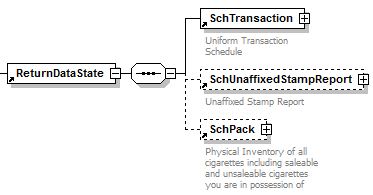 SchTransaction
Uniform Transaction
Schedule
ReturnDataState
SchUnaffixedStampReport
Unaffixed Stamp Report
SchPack
Physical Inventory of all
cigarettes including saleable
and unsaleable cigarettes
you are in possession of